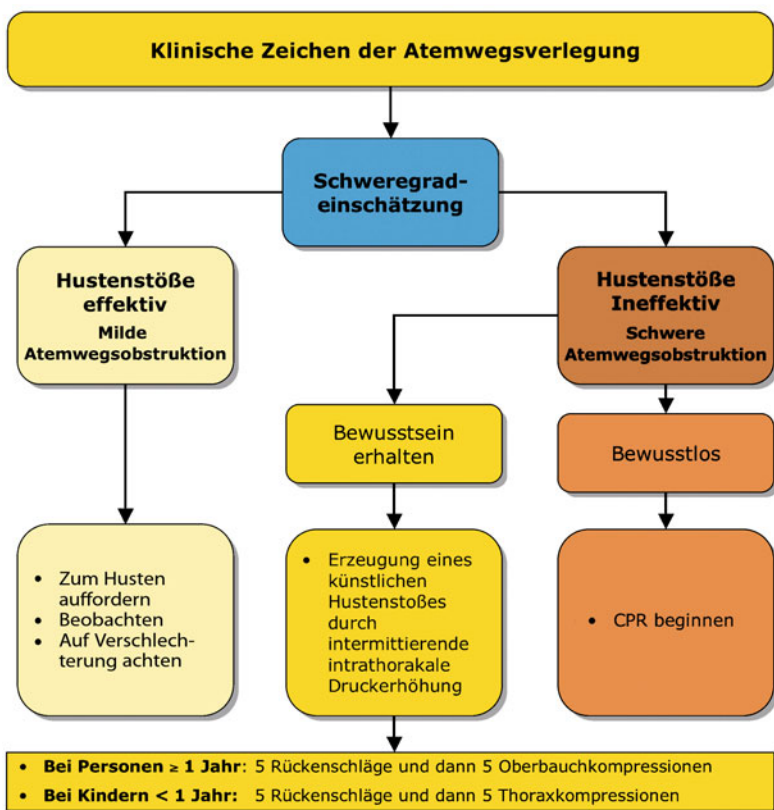 Klinische Zeichen der Atemwegsverlegung
Schweregrad-
einschätzung
Hustenstöße
effektiv
Milde
Atemwegsobstruktion
Hustenstöße
Ineffektiv
Schwere
Atemwegsobstruktion
Bewusstsein
erhalten
Bewusstlos
• Zum Husten
auffordern
• Beobachten
• Auf Verschlech-
terung achten
• Erzeugung eines
künstlichen
Hustenstoßes
durch
intermittierende
intrathorakale
Druckerhöhung
• CPR beginnen
• Bei Personen ≥ 1 Jahr: 5 Rückenschläge und dann 5 Oberbauchkompressionen
• Bei Kindern < 1 Jahr: 5 Rückenschläge und dann 5 Thoraxkompressionen